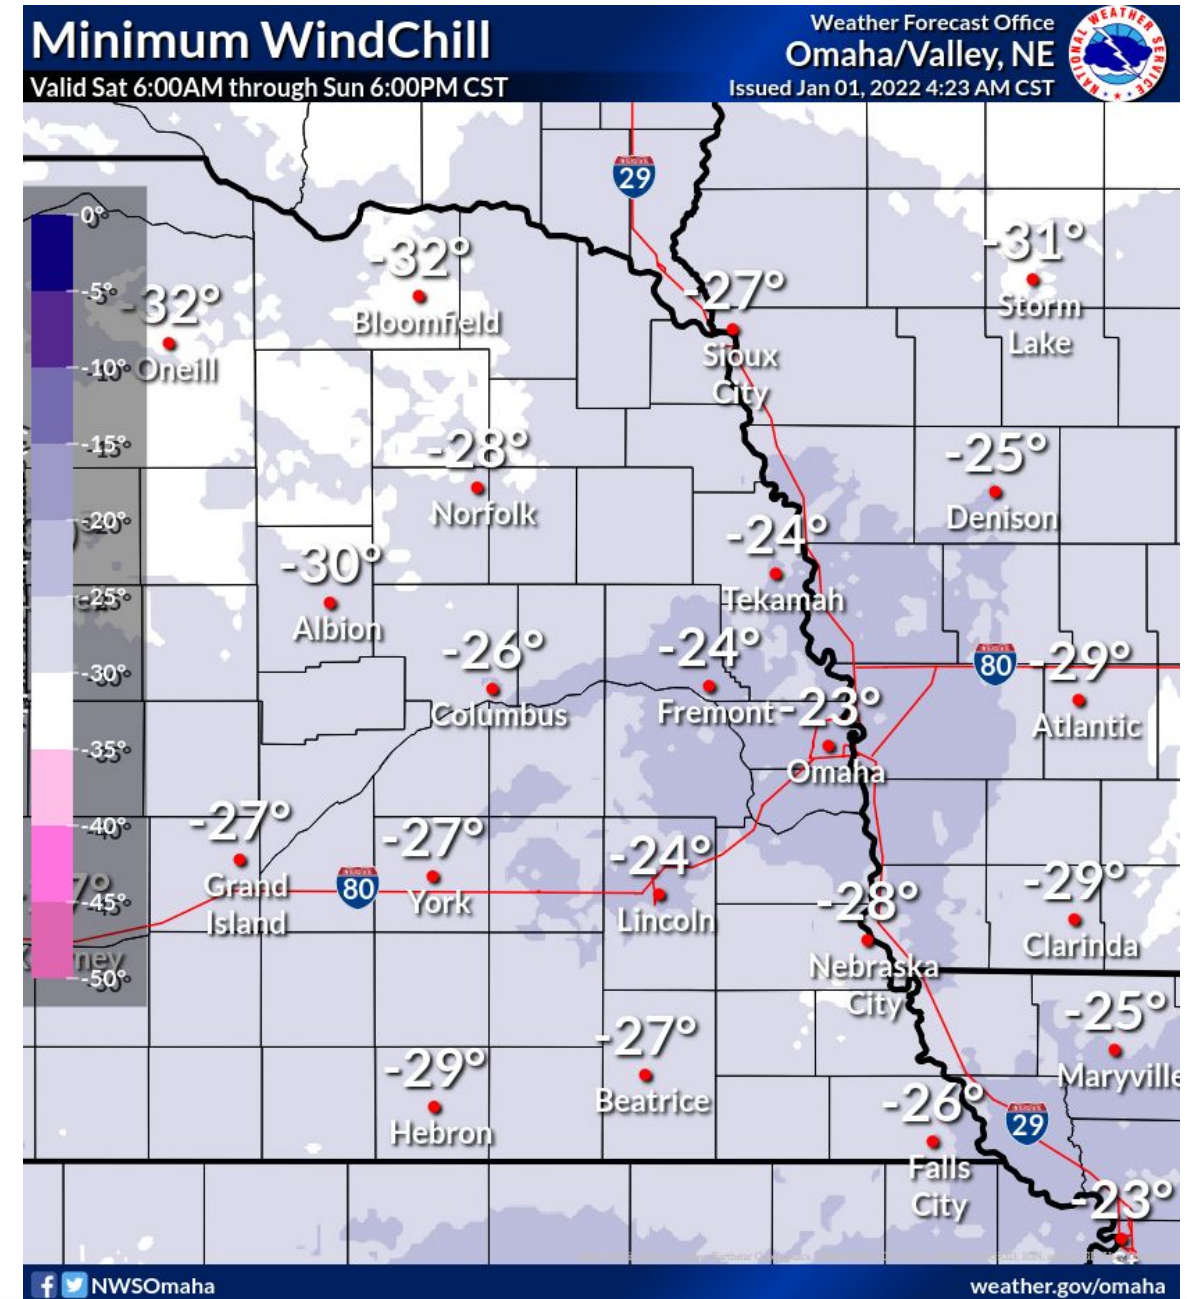 Minimum WindChill
Valid Sat 6:00AM through Sun 6:00PM CST
Weather Forecast Office
Omaha/Valley, NE
Issued Jan 01, 2022 4:23 AM CST
NATIONAL WEATHER SERVICE
29
0°
-5°
-10°
-15°
-20°
-25°
-30°
-35°
-40°
-45°
-50°
-32°
Oneill
-32°
Bloomfield
-27°
Sioux
City
-31°
Storm
Lake
-28°
Norfolk
-25°
Denison
-30°
Albion
-24°
Tekamah
-26°
Columbus
-24°
Fremont
-23°
Omaha
80
-29°
Atlantic
-27°
Grand
Island
80
-27°
York
-24°
Lincoln
-28°
Nebraska
City
-29°
Clarinda
-25°
Maryville
-29°
Hebron
-27°
Beatrice
-26°
Falls
City
29
-23°
NWSOmaha
weather.gov/omaha